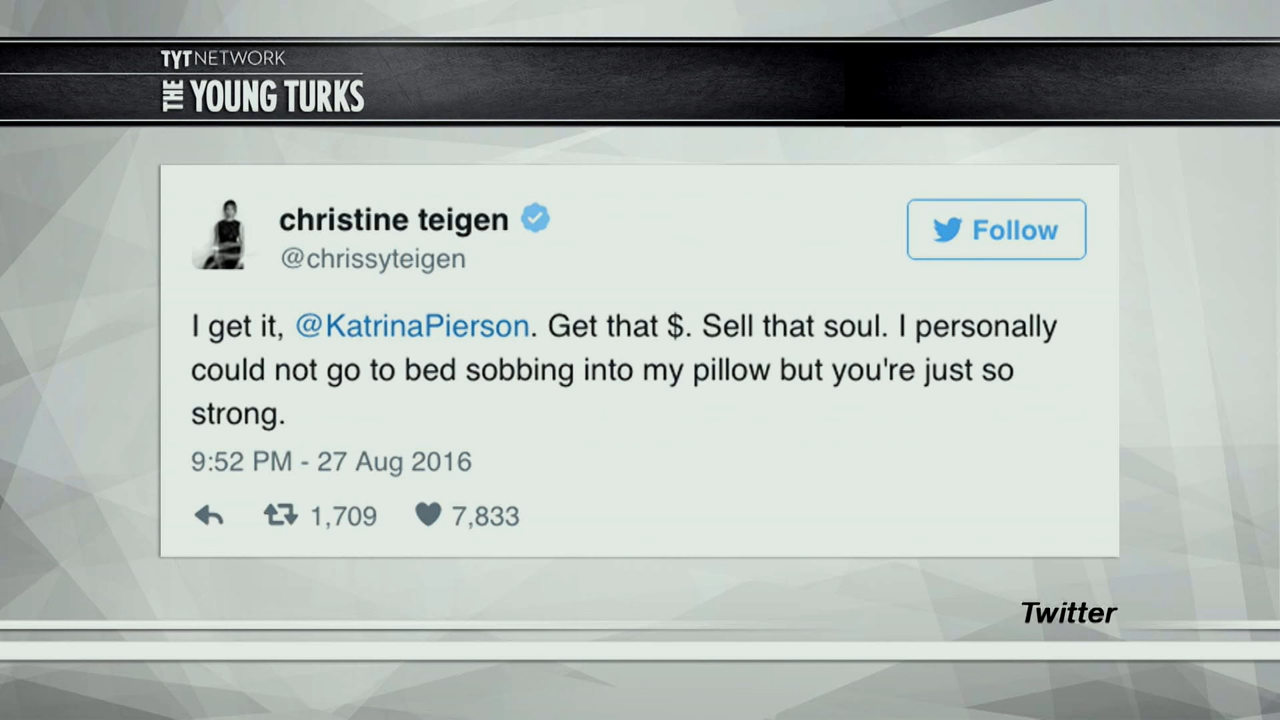 TYT NETWORK
THE YOUNG TURKS
christine teigen
@chrissyteigen
Follow
I get it, @KatrinaPierson. Get that $. Sell that soul. I personally
could not go to bed sobbing into my pillow but you're just so
strong.
9:52 PM - 27 Aug 2016
1,709 7,833
Twitter